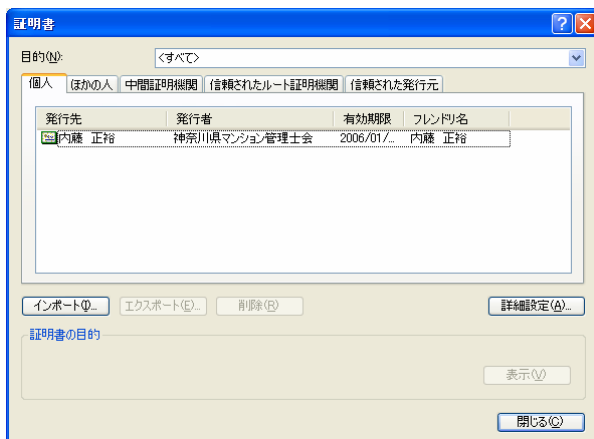 証明書
目的(N): <すべて>
個人 ほかの人 中間証明機関 信頼されたルート証明機関 信頼された発行元
発行先 発行者 有効期限 フレンドリ名
内藤 正裕 神奈川県マンション管理士会 2006/01/... 内藤 正裕
インポート(I)... エクスポート(E)... 削除(R) 詳細設定(A)...
証明書の目的
表示(V)
閉じる(C)